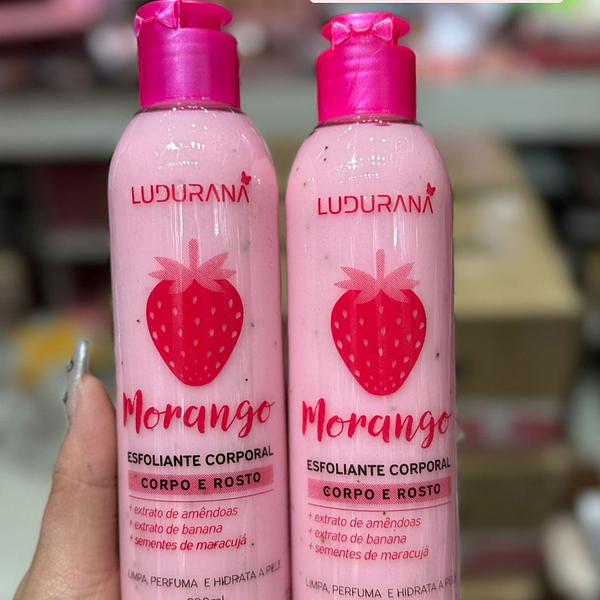 LUDURANA
Morango
ESFOLIANTE CORPORAL
CORPO E ROSTO
+ extrato de amêndoas
+ extrato de banana
+ sementes de maracujá
LIMPA, PERFUMA E HIDRATA A PELE
LUDURANA
Morango
ESFOLIANTE CORPORAL
CORPO E ROSTO
+ extrato de amêndoas
+ extrato de banana
+ sementes de maracujá
LIMPA, PERFUMA E HIDRATA A